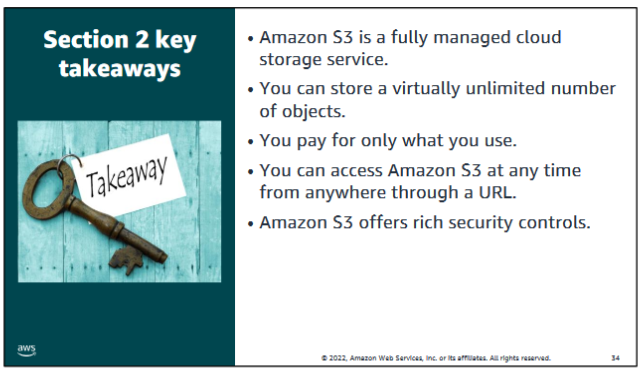 Section 2 key
takeaways
Takeaway
aws
• Amazon S3 is a fully managed cloud
storage service.
• You can store a virtually unlimited number
of objects.
• You pay for only what you use.
• You can access Amazon S3 at any time
from anywhere through a URL.
• Amazon S3 offers rich security controls.
© 2022, Amazon Web Services, Inc. or its affiliates. All rights reserved.
34